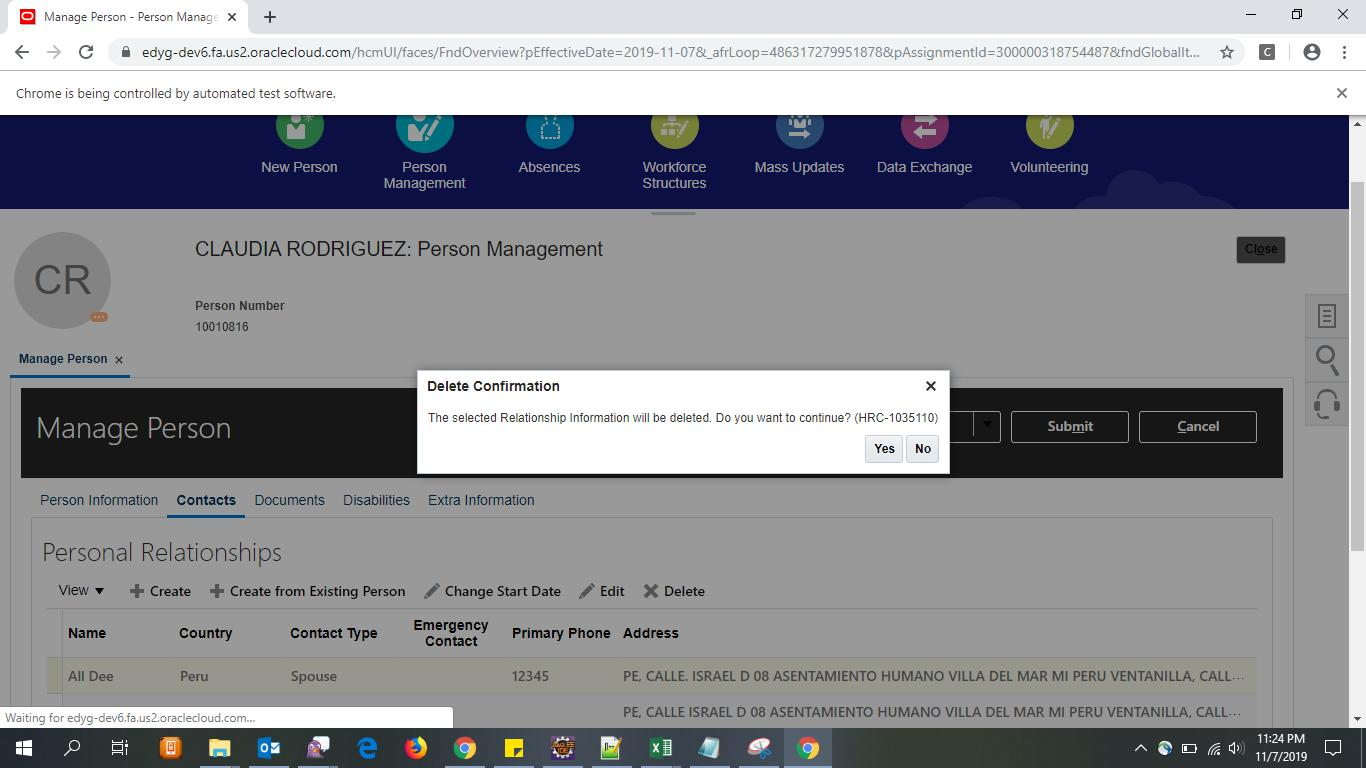 Manage Person - Person Manage
edyg-dev6.fa.us2.oraclecloud.com/hcmUI/faces/FndOverview?pEffectiveDate=2019-11-07&_afrLoop=486317279951878&pAssignmentId=300000318754487&fndGlobalIt...
Chrome is being controlled by automated test software.
New Person
Person Management
Absences
Workforce Structures
Mass Updates
Data Exchange
Volunteering
CR
CLAUDIA RODRIGUEZ: Person Management
Close
Person Number
10010816
Manage Person
Delete Confirmation
The selected Relationship Information will be deleted. Do you want to continue? (HRC-1035110)
Yes No
Manage Person
Submit Cancel
Person Information Contacts Documents Disabilities Extra Information
Personal Relationships
View Create Create from Existing Person Change Start Date Edit Delete
Name Country Contact Type Emergency Contact Primary Phone Address
All Dee Peru Spouse 12345 PE, CALLE. ISRAEL D 08 ASENTAMIENTO HUMANO VILLA DEL MAR MI PERU VENTANILLA, CALL...
PE, CALLE ISRAEL D 08 ASENTAMIENTO HUMANO VILLA DEL MAR MI PERU VENTANILLA, CALL...
Waiting for edyg-dev6.fa.us2.oraclecloud.com...
11:24 PM
11/7/2019